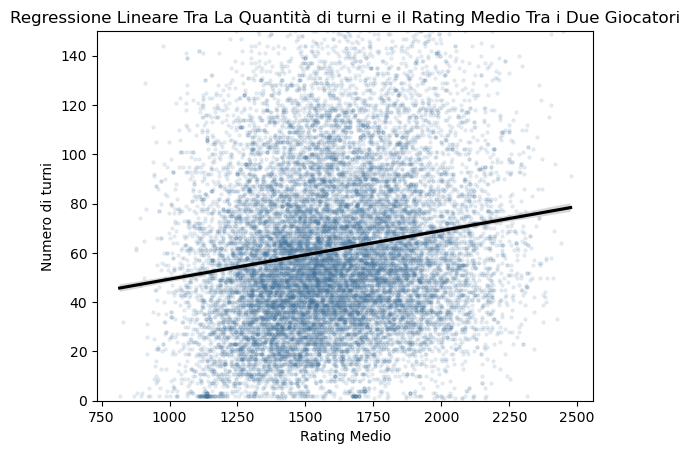 Regressione Lineare Tra La Quantità di turni e il Rating Medio Tra i Due Giocatori
Numero di turni
140
120
100
80
60
40
20
0
750 1000 1250 1500 1750 2000 2250 2500
Rating Medio